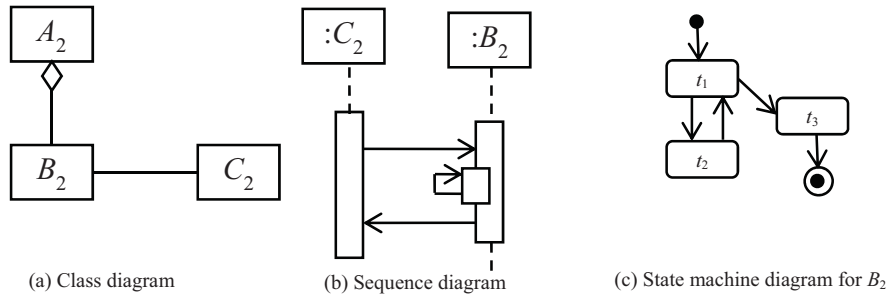 A₂
:C₂
:B₂
t₁
t₃
B₂
C₂
t₂
(a) Class diagram
(b) Sequence diagram
(c) State machine diagram for B₂